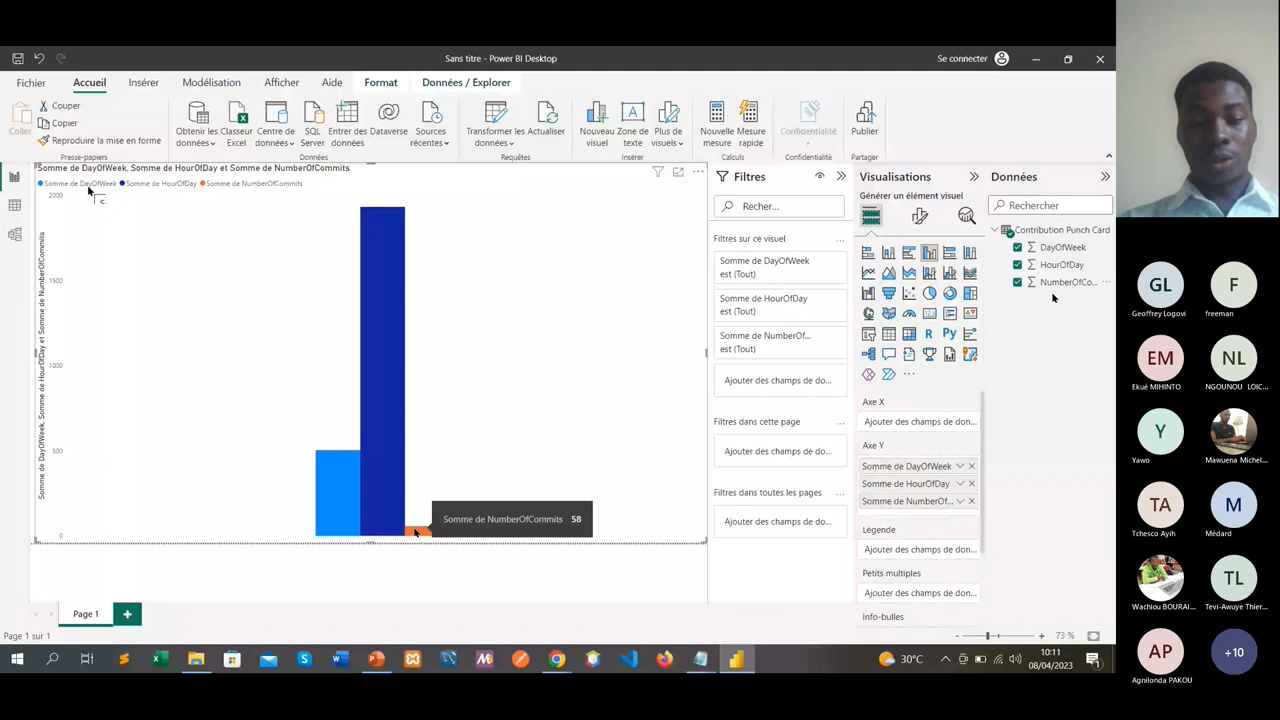 Sans titre - Power BI Desktop
Se connecter
Fichier
Accueil
Insérer
Modélisation
Afficher
Aide
Format
Données / Explorer
Coller
Couper
Copier
Reproduire la mise en forme
Presse-papiers
Obtenir les données
Classeur Excel
Centre de données
SQL Server
Entrer des données
Dataverse
Sources récentes
Données
Transformer les données
Actualiser
Requêtes
Nouveau visuel
Zone de texte
Plus de visuels
Insérer
Nouvelle mesure
Mesure rapide
Calculs
Confidentialité
Confidentialité
Publier
Partager
Somme de DayOfWeek, Somme de HourOfDay et Somme de NumberOfCommits
Somme de DayOfWeek
Somme de HourOfDay
Somme de NumberOfCommits
Somme de DayOfWeek, Somme de HourOfDay et Somme de NumberOfCommits
2000
1500
1000
500
0
Somme de NumberOfCommits 58
Filtres
Recher...
Filtres sur ce visuel ...
Somme de DayOfWeek
est (Tout)
Somme de HourOfDay
est (Tout)
Somme de NumberOf...
est (Tout)
Ajouter des champs de do...
Filtres dans cette page ...
Ajouter des champs de do...
Filtres dans toutes les pages ...
Ajouter des champs de do...
Visualisations
Générer un élément visuel
R
Py
Axe X
Ajouter des champs de don...
Axe Y
Somme de DayOfWeek
Somme de HourOfDay
Somme de NumberOf...
Légende
Ajouter des champs de don...
Petits multiples
Ajouter des champs de don...
Info-bulles
Données
Rechercher
Contribution Punch Card
DayOfWeek
HourOfDay
NumberOfCo... ...
Page 1
Page 1 sur 1
73 %
30°C
10:11
08/04/2023
GL
Geoffrey Logovi
F
freeman
EM
Ekué MIHINTO
NL
NGOUNOU LOIC...
Y
Yawo
Mawuena Michel...
TA
Tchesco Ayih
M
Médard
Wachiou BOURAI...
TL
Tevi-Awuye Thier...
AP
Agnilonda PAKOU
+10